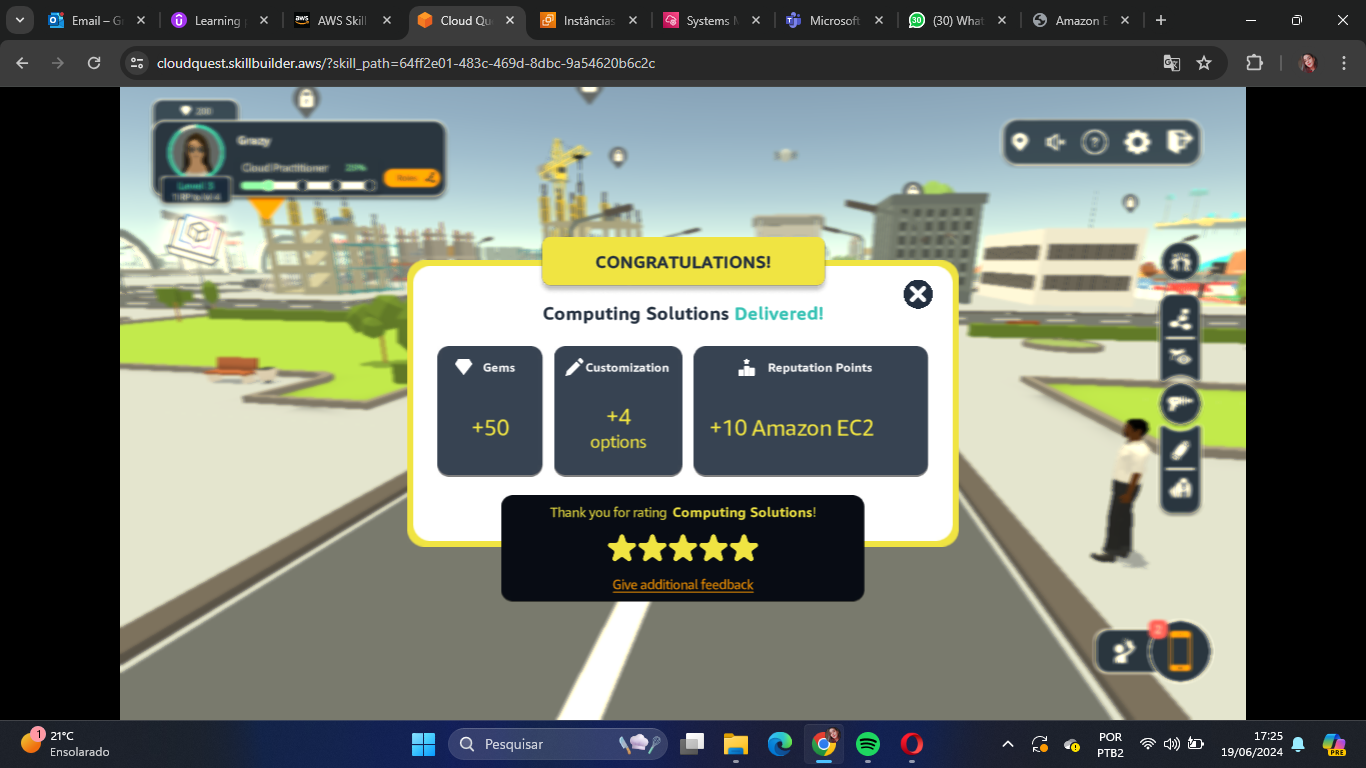 Email – G
Learning
AWS Skill
Cloud Qu
Instâncias
Systems M
Microsoft
(30) What
Amazon E
cloudquest.skillbuilder.aws/?skill_path=64ff2e01-483c-469d-8dbc-9a54620b6c2c
200
Grazy
Cloud Practitioner 20%
Level 3
CONGRATULATIONS!
Computing Solutions Delivered!
Gems
Customization
Reputation Points
+50
+4
options
+10 Amazon EC2
Thank you for rating Computing Solutions!
Give additional feedback
2
1
21°C
Ensolarado
Pesquisar
POR
PTB2
17:25
19/06/2024
PRE